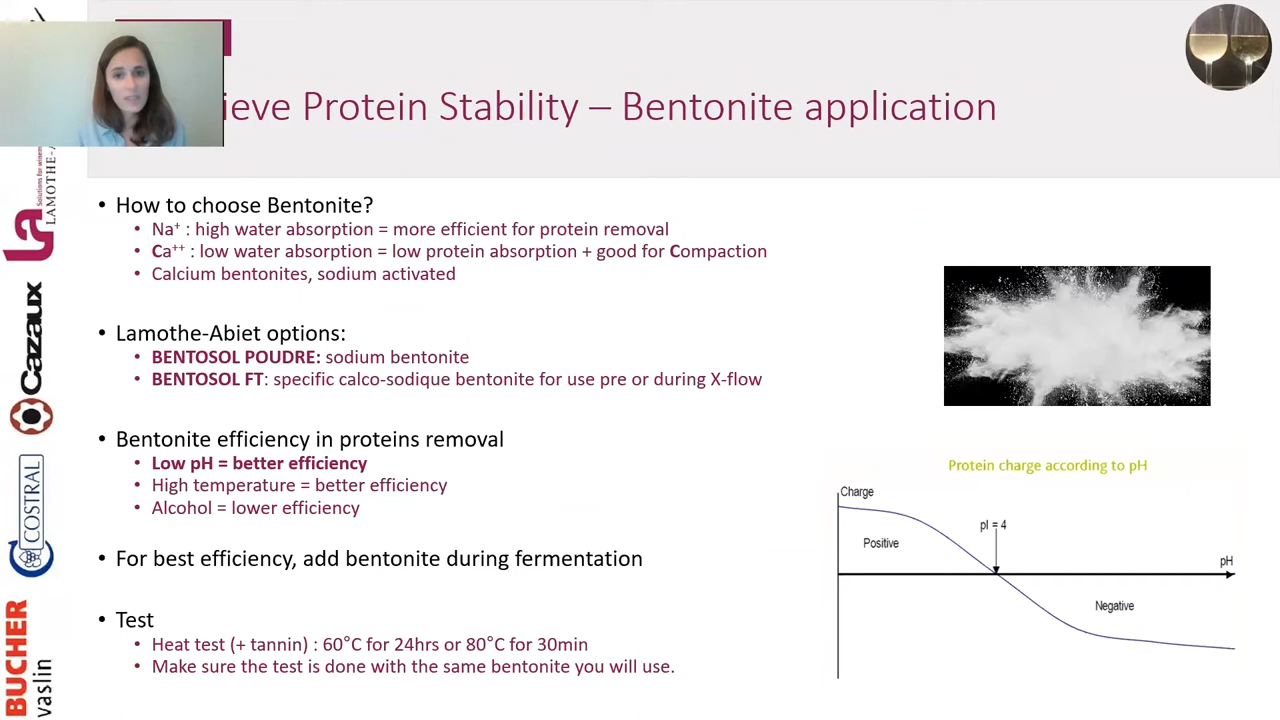 ieve Protein Stability – Bentonite application
• How to choose Bentonite?
• Na⁺ : high water absorption = more efficient for protein removal
• Ca⁺⁺ : low water absorption = low protein absorption + good for Compaction
• Calcium bentonites, sodium activated
• Lamothe-Abiet options:
• BENTOSOL POUDRE: sodium bentonite
• BENTOSOL FT: specific calco-sodique bentonite for use pre or during X-flow
• Bentonite efficiency in proteins removal
• Low pH = better efficiency
• High temperature = better efficiency
• Alcohol = lower efficiency
• For best efficiency, add bentonite during fermentation
• Test
• Heat test (+ tannin) : 60°C for 24hrs or 80°C for 30min
• Make sure the test is done with the same bentonite you will use.
Protein charge according to pH
Charge
pI = 4
Positive
pH
Negative
La
Solutions for winem
LAMOTHE-A
Cazaux
COSTRAL
BUCHER
vaslin